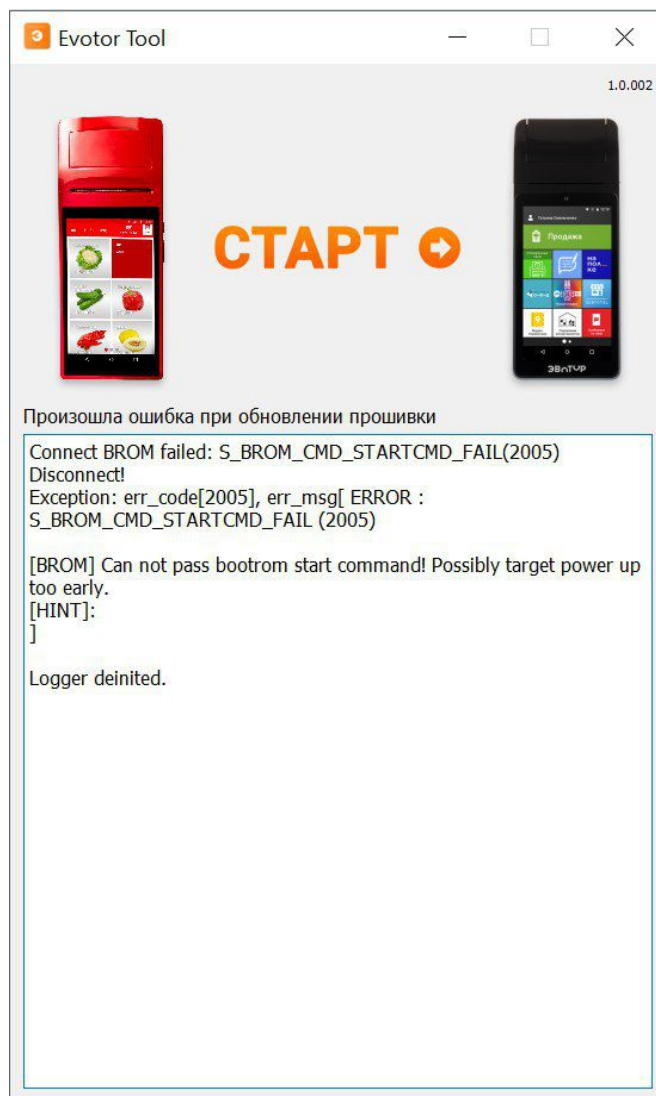 Evotor Tool
1.0.002
СТАРТ
Продажа
ЭВОТОР
Произошла ошибка при обновлении прошивки
Connect BROM failed: S_BROM_CMD_STARTCMD_FAIL(2005)
Disconnect!
Exception: err_code[2005], err_msg[ ERROR :
S_BROM_CMD_STARTCMD_FAIL (2005)
[BROM] Can not pass bootrom start command! Possibly target power up
too early.
[HINT]:
]
Logger deinited.